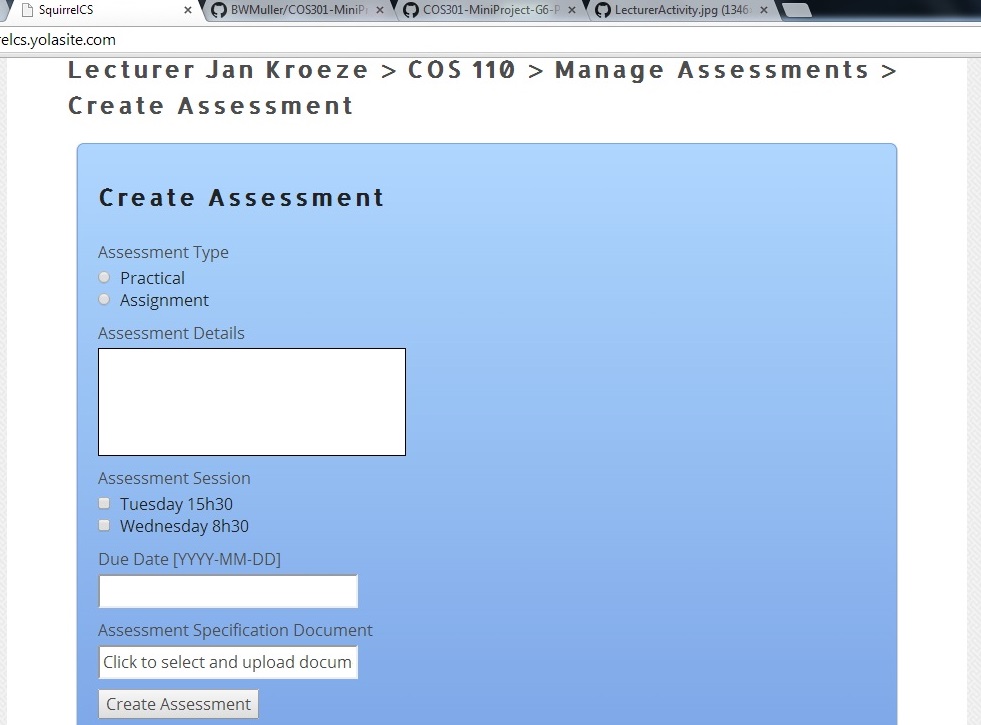 SquirrelCS
BWMuller/COS301-MiniP
COS301-MiniProject-G6-P
LecturerActivity.jpg (1346
elcs.yolasite.com
Lecturer Jan Kroeze > COS 110 > Manage Assessments >
Create Assessment
Create Assessment
Assessment Type
Practical
Assignment
Assessment Details
Assessment Session
Tuesday 15h30
Wednesday 8h30
Due Date [YYYY-MM-DD]
Assessment Specification Document
Click to select and upload docum
Create Assessment